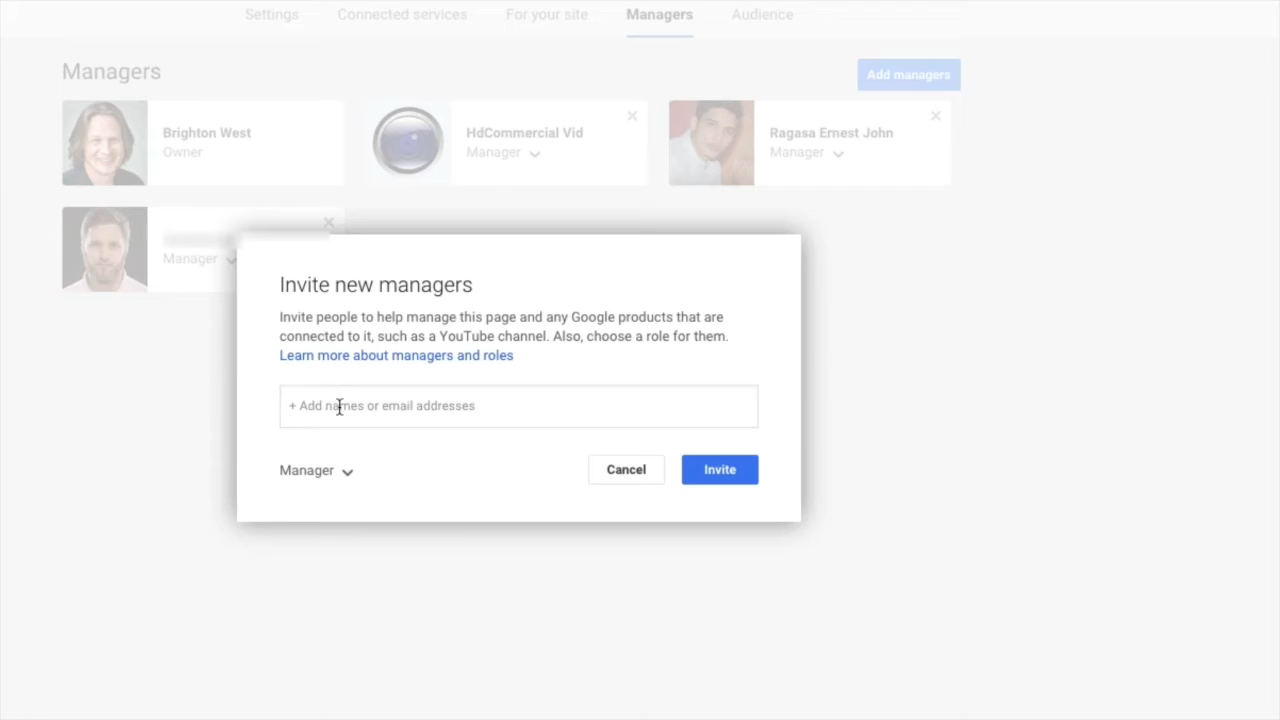 Settings Connected services For your site Managers Audience
Managers
Add managers
Brighton West
Owner
HdCommercial Vid
Manager
Ragasa Ernest John
Manager
Manager
Invite new managers
Invite people to help manage this page and any Google products that are
connected to it, such as a YouTube channel. Also, choose a role for them.
Learn more about managers and roles
+ Add names or email addresses
Manager
Cancel
Invite